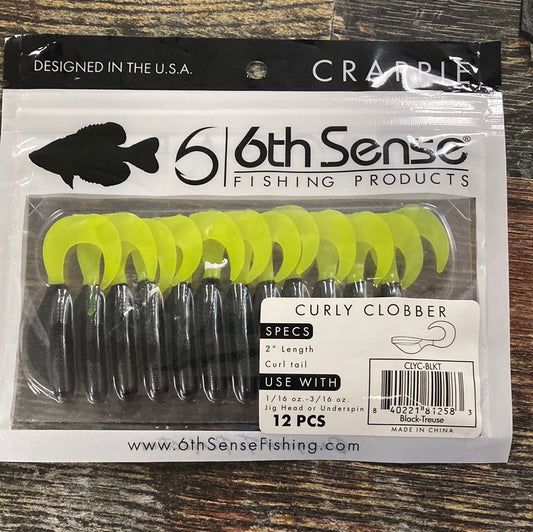 DESIGNED IN THE U.S.A.
CRAPPIE
6th Sense®
FISHING PRODUCTS
CURLY CLOBBER
SPECS
2" Length
Curl tail
USE WITH
1/16 oz.-3/16 oz.
Jig Head or Underspin
12 PCS
CLYC-BLKT
8 40221 81258 3
Black-Treuse
MADE IN CHINA
www.6thSenseFishing.com